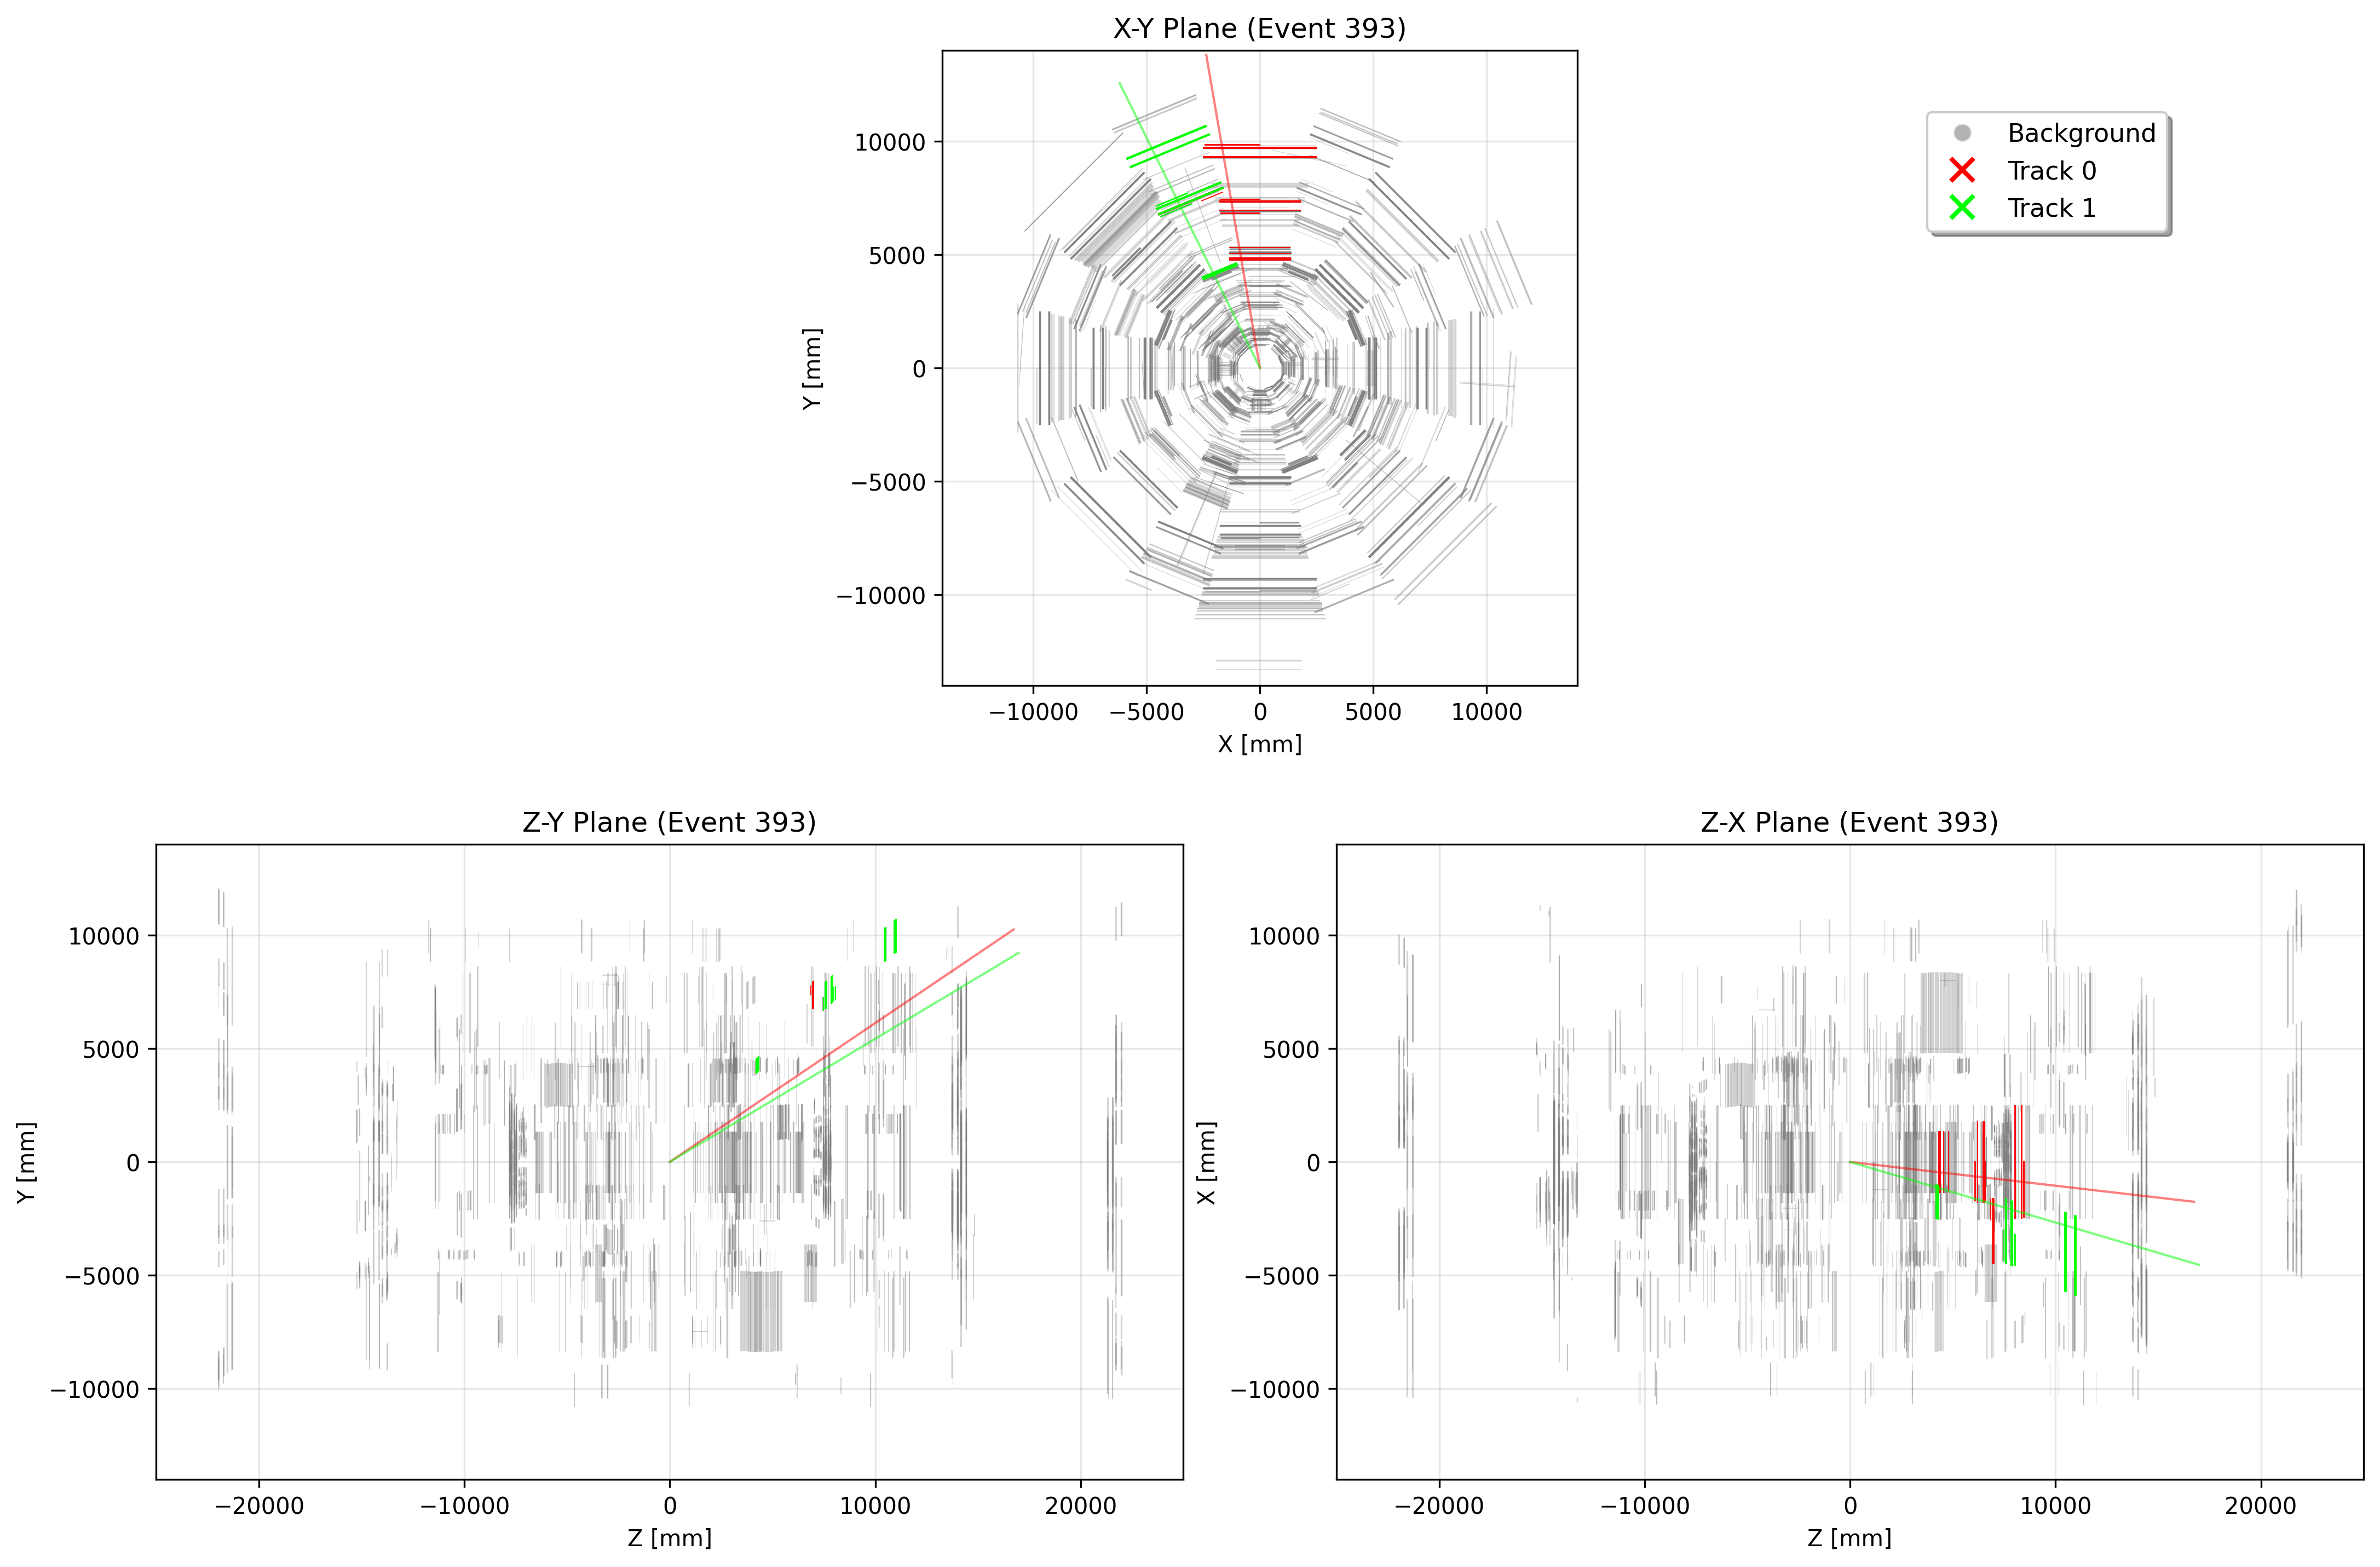 X-Y Plane (Event 393)
Y [mm]
10000
5000
0
−5000
−10000
−10000 −5000 0 5000 10000
X [mm]
Background
Track 0
Track 1
Z-Y Plane (Event 393)
Y [mm]
10000
5000
0
−5000
−10000
−20000 −10000 0 10000 20000
Z [mm]
Z-X Plane (Event 393)
X [mm]
10000
5000
0
−5000
−10000
−20000 −10000 0 10000 20000
Z [mm]